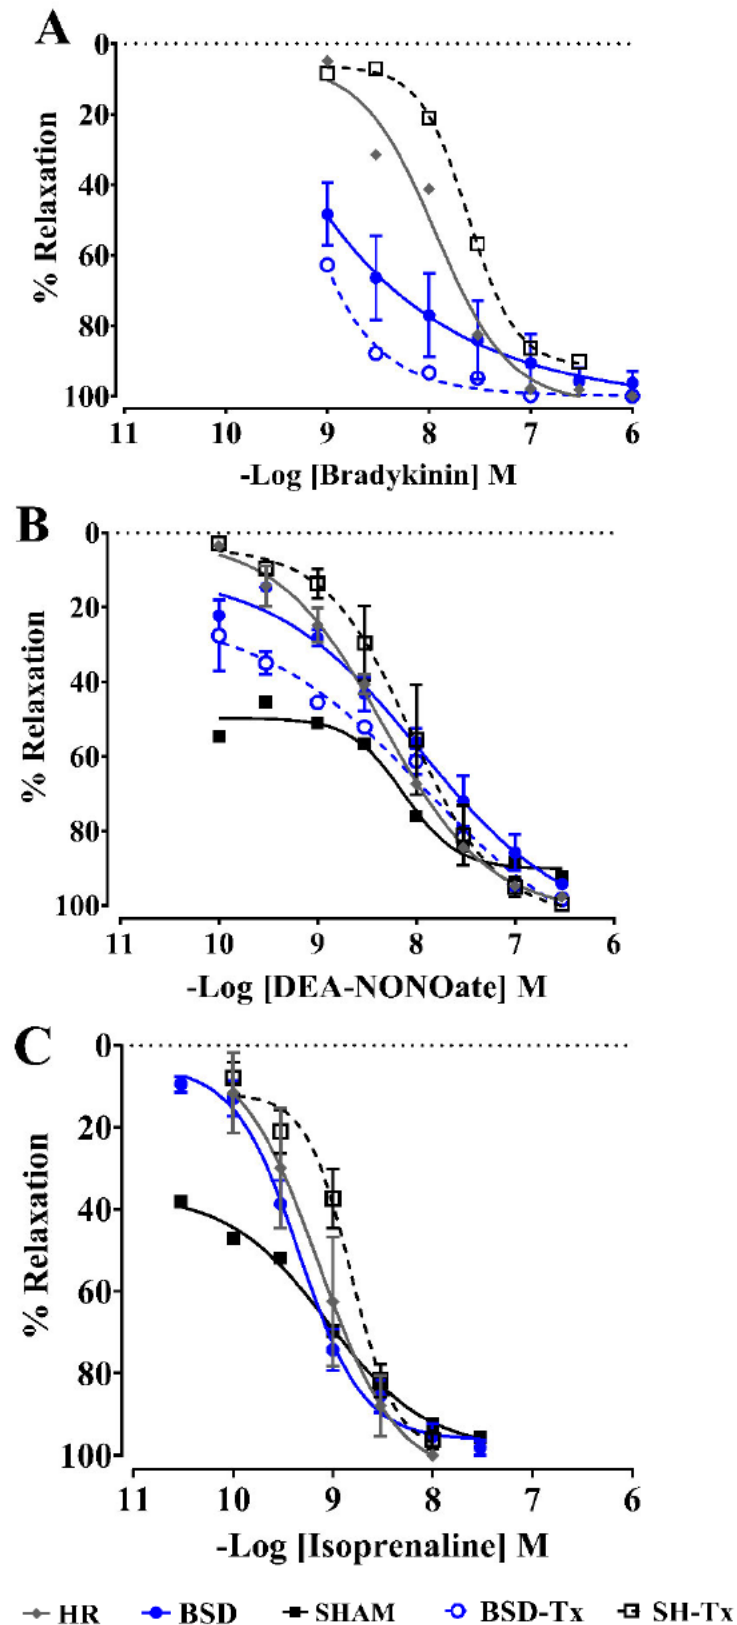 A
0
20
40
60
80
100
% Relaxation
11 10 9 8 7 6
-Log [Bradykinin] M
B
0
20
40
60
80
100
% Relaxation
11 10 9 8 7 6
-Log [DEA-NONOate] M
C
0
20
40
60
80
100
% Relaxation
11 10 9 8 7 6
-Log [Isoprenaline] M
HR BSD SHAM BSD-Tx SH-Tx